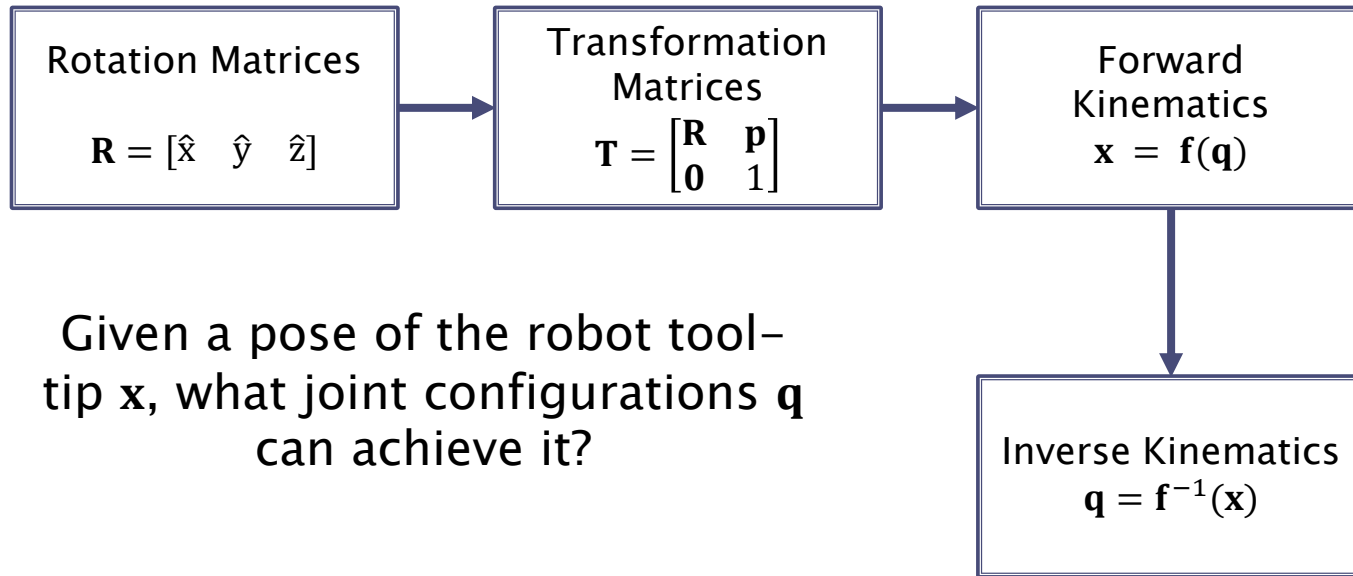 Rotation Matrices
𝐑 = [x̂ ŷ ẑ]
Transformation
Matrices
𝐓 = [𝐑 𝐩
𝟎 1]
Forward
Kinematics
𝐱 = 𝐟(𝐪)
Given a pose of the robot tool-
tip 𝐱, what joint configurations 𝐪
can achieve it?
Inverse Kinematics
𝐪 = 𝐟⁻¹(𝐱)